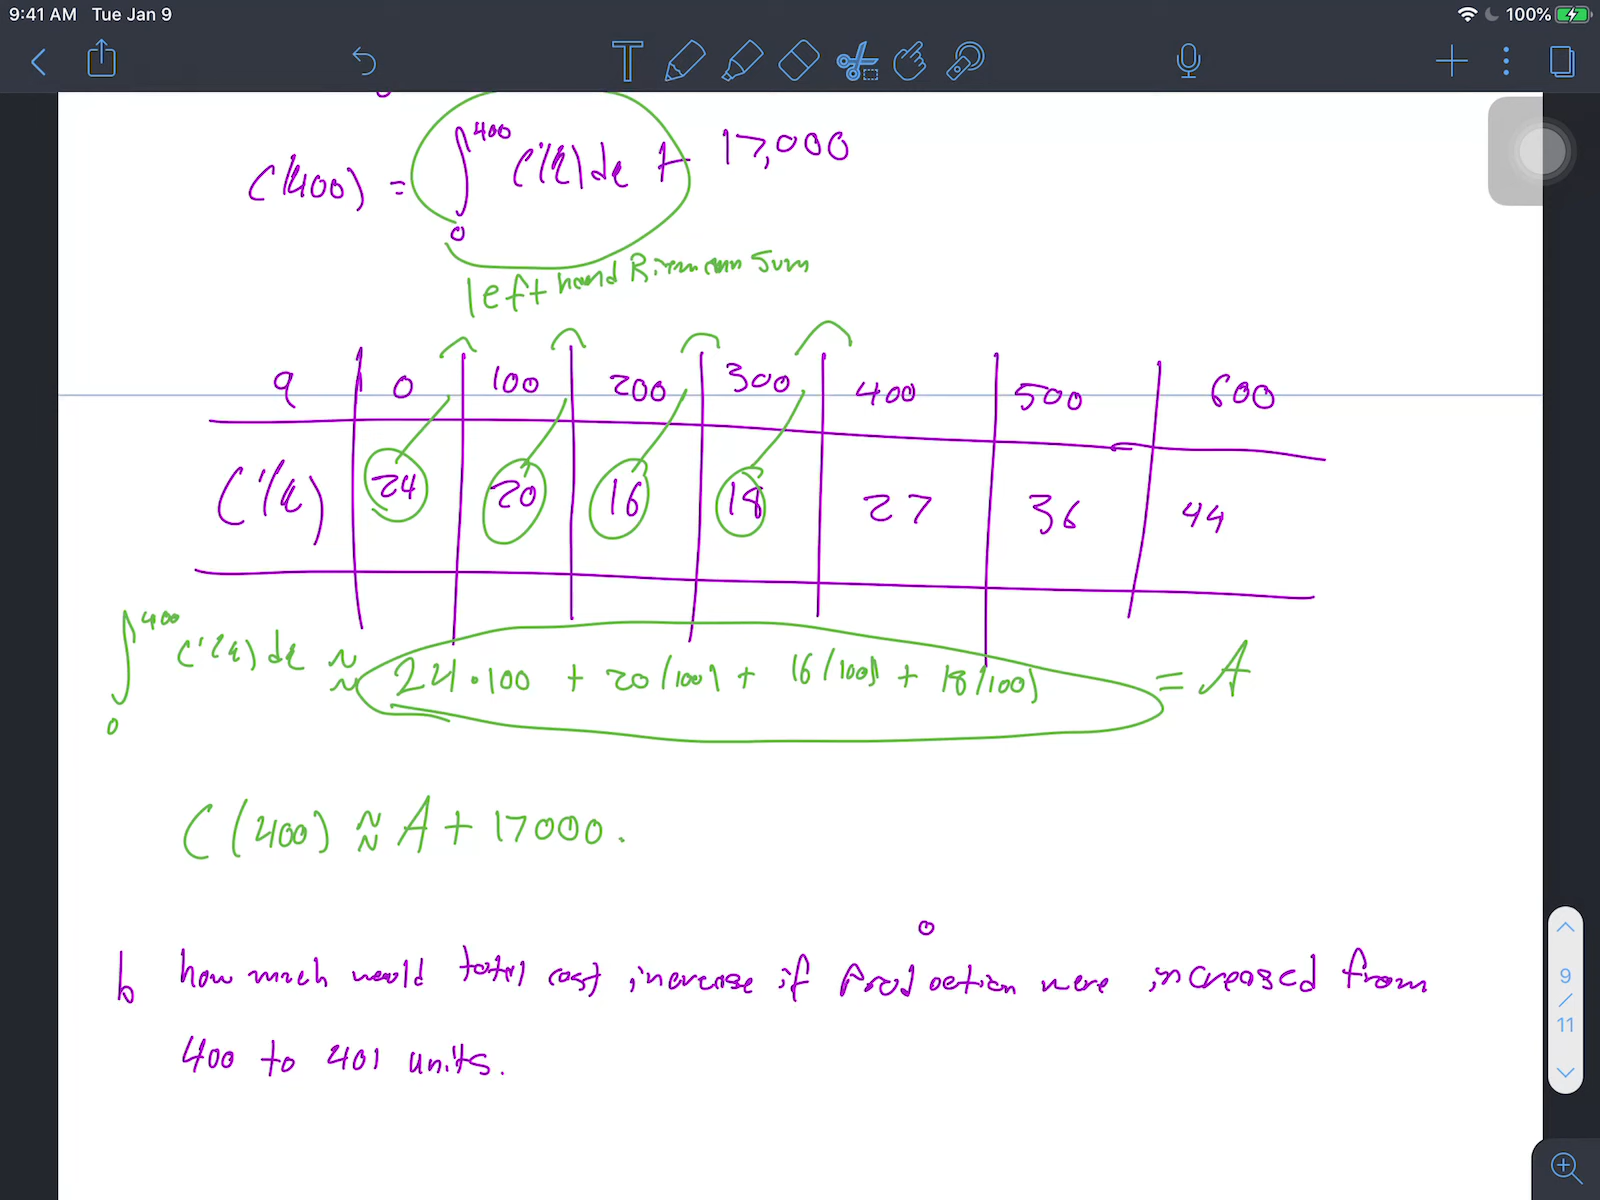 9:41 AM Tue Jan 9
100%
C(400) = ∫₀⁴⁰⁰ C'(q) dq + 17,000
left hand Riemann Sum
q 0 100 200 300 400 500 600
C'(q) 24 20 16 18 27 36 44
∫₀⁴⁰⁰ C'(q) dq ≈ 24·100 + 20(100) + 16(100) + 18(100) = A
C(400) ≈ A + 17000.
b how much would total cost increase if production were increased from
400 to 401 units.
9
/
11